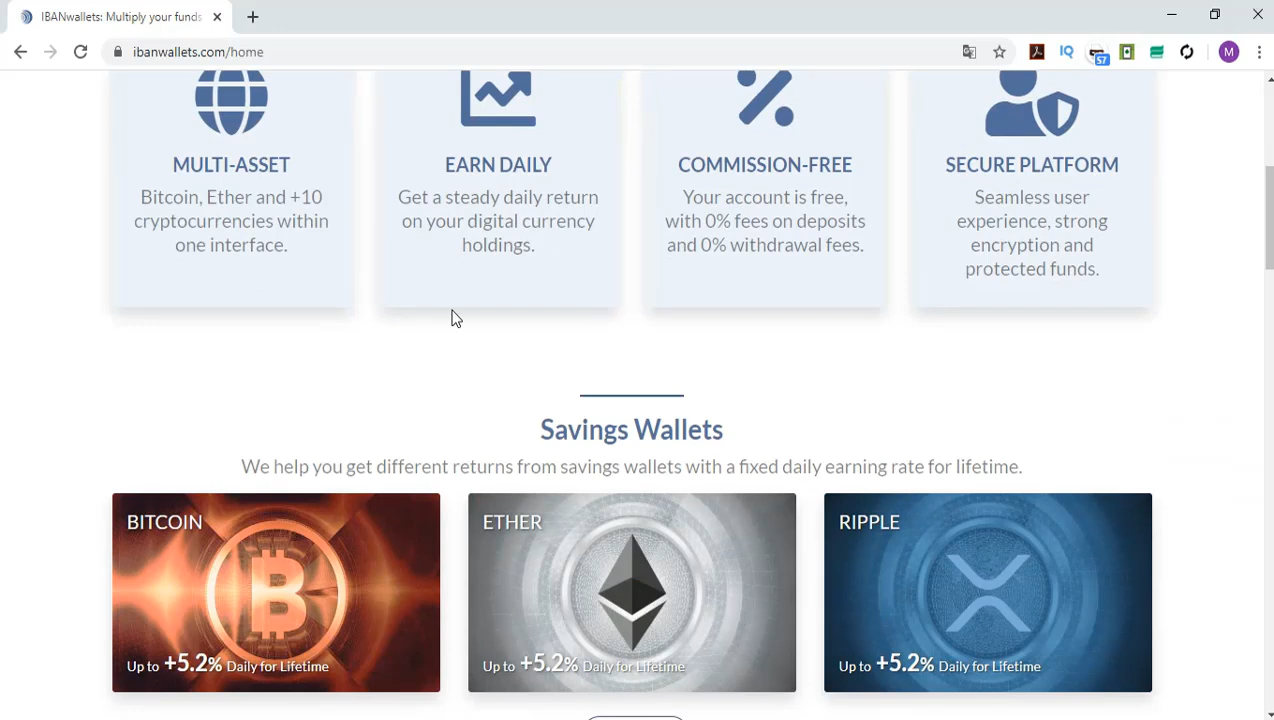 IBANwallets: Multiply your funds
ibanwallets.com/home
57
M
MULTI-ASSET
Bitcoin, Ether and +10
cryptocurrencies within
one interface.
EARN DAILY
Get a steady daily return
on your digital currency
holdings.
COMMISSION-FREE
Your account is free,
with 0% fees on deposits
and 0% withdrawal fees.
SECURE PLATFORM
Seamless user
experience, strong
encryption and
protected funds.
Savings Wallets
We help you get different returns from savings wallets with a fixed daily earning rate for lifetime.
BITCOIN
Up to +5.2% Daily for Lifetime
ETHER
Up to +5.2% Daily for Lifetime
RIPPLE
Up to +5.2% Daily for Lifetime